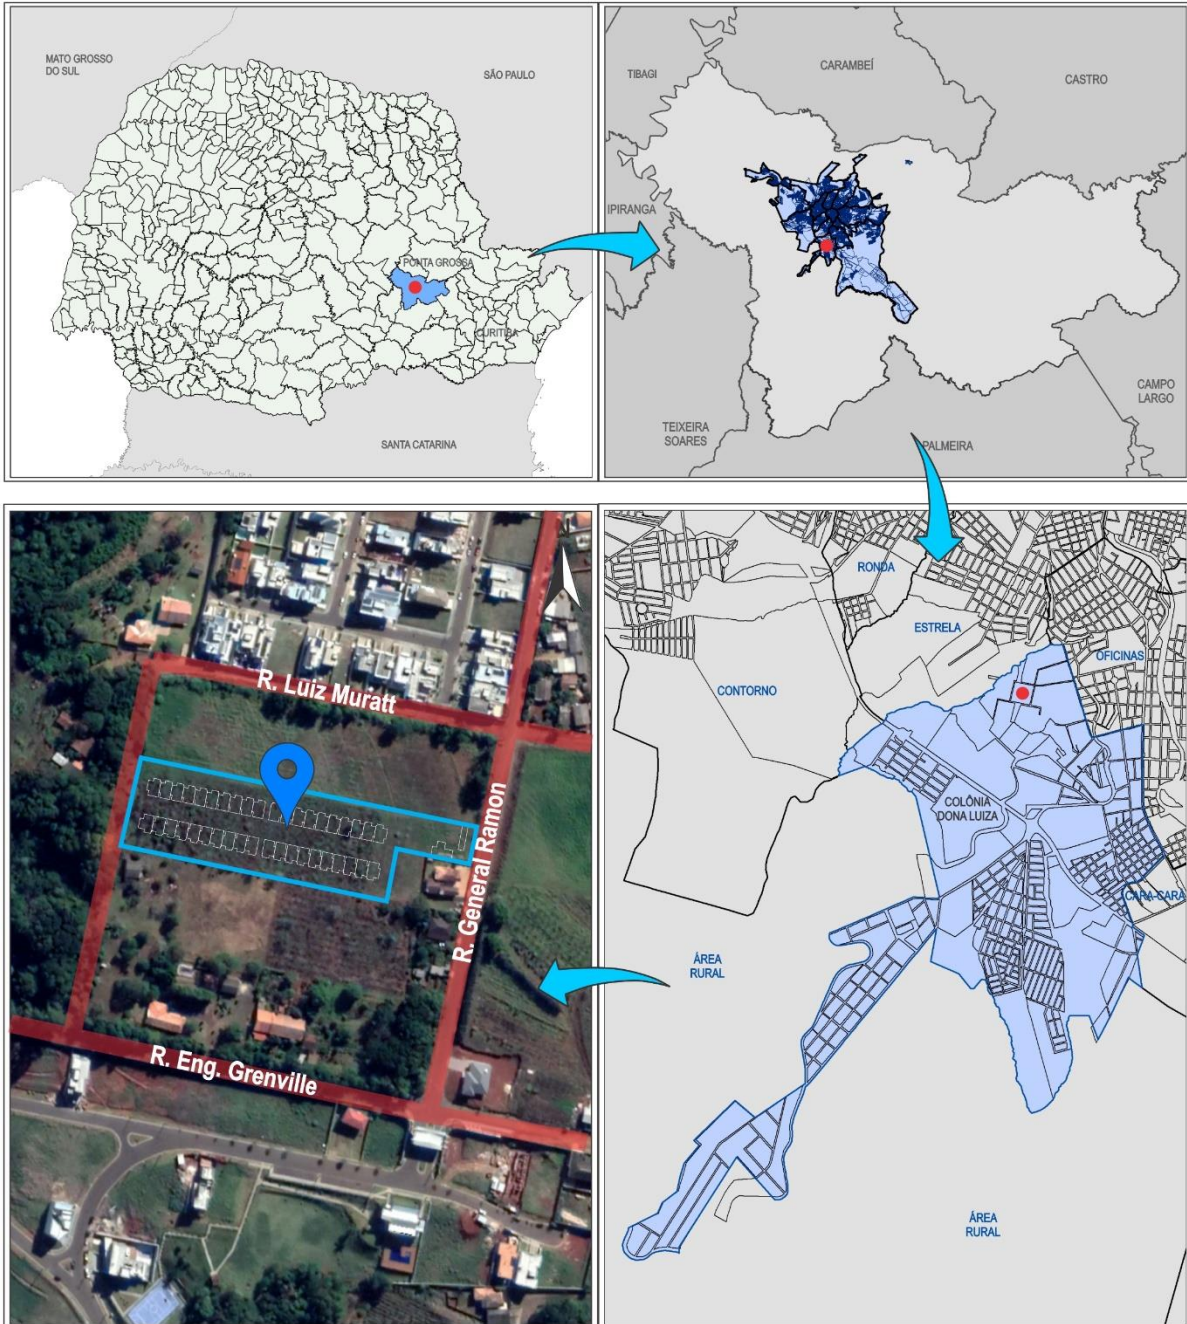 MATO GROSSO
DO SUL
SÃO PAULO
PONTA GROSSA
CURITIBA
SANTA CATARINA
TIBAGI
CARAMBEÍ
CASTRO
IPIRANGA
CAMPO
LARGO
TEIXEIRA
SOARES
PALMEIRA
R. Luiz Muratt
R. General Ramon
R. Eng. Grenville
RONDA
ESTRELA
OFICINAS
CONTORNO
COLÔNIA
DONA LUIZA
CARA-CARÁ
ÁREA
RURAL
ÁREA
RURAL